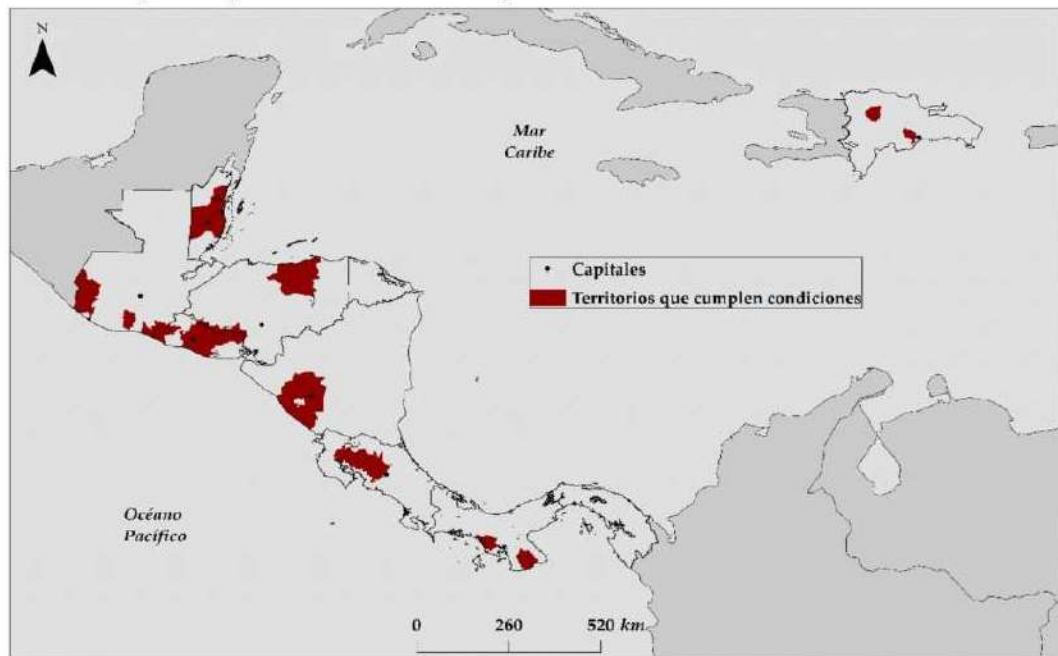 N
Mar
Caribe
Capitales
Territorios que cumplen condiciones
Océano
Pacífico
0 260 520 km